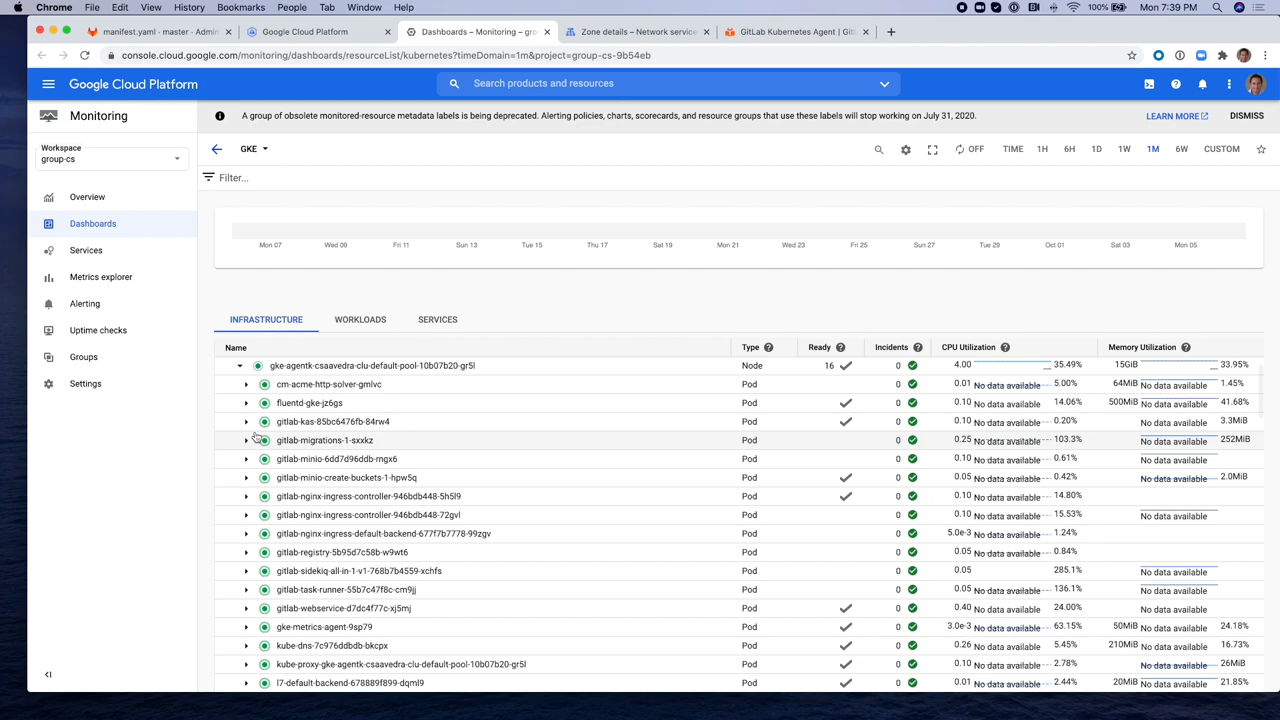 Chrome File Edit View History Bookmarks People Tab Window Help 100% Mon 7:39 PM
manifest.yaml - master - Admin Google Cloud Platform Dashboards – Monitoring – gro Zone details – Network service GitLab Kubernetes Agent | GitL
console.cloud.google.com/monitoring/dashboards/resourceList/kubernetes?timeDomain=1m&project=group-cs-9b54eb
Google Cloud Platform Search products and resources
Monitoring
A group of obsolete monitored-resource metadata labels is being deprecated. Alerting policies, charts, scorecards, and resource groups that use these labels will stop working on July 31, 2020. LEARN MORE DISMISS
Workspace
group-cs
GKE OFF TIME 1H 6H 1D 1W 1M 6W CUSTOM
Filter...
Overview
Dashboards
Services
Metrics explorer
Alerting
Uptime checks
Groups
Settings
Mon 07 Wed 09 Fri 11 Sun 13 Tue 15 Thu 17 Sat 19 Mon 21 Wed 23 Fri 25 Sun 27 Tue 29 Oct 01 Sat 03 Mon 05
INFRASTRUCTURE WORKLOADS SERVICES
Name Type Ready Incidents CPU Utilization Memory Utilization
gke-agentk-csaavedra-clu-default-pool-10b07b20-gr5l Node 16 0 4.00 35.49% 15GiB 33.95%
cm-acme-http-solver-gmlvc Pod 0 0.01 No data available 5.00% 64MiB No data available 1.45%
fluentd-gke-jz6gs Pod 0 0.10 No data available 14.06% 500MiB No data available 41.68%
gitlab-kas-85bc6476fb-84rw4 Pod 0 0.10 No data available 0.20% No data available 3.3MiB
gitlab-migrations-1-sxxkz Pod 0 0.25 No data available 103.3% No data available 252MiB
gitlab-minio-6dd7d96ddb-rngx6 Pod 0 0.10 No data available 0.61% No data available
gitlab-minio-create-buckets-1-hpw5q Pod 0 0.05 No data available 0.42% No data available 2.0MiB
gitlab-nginx-ingress-controller-946bdb448-5h5l9 Pod 0 0.10 No data available 14.80%
gitlab-nginx-ingress-controller-946bdb448-72gvl Pod 0 0.10 No data available 15.53% No data available
gitlab-nginx-ingress-default-backend-677f7b7778-99zgv Pod 0 5.0e-3 No data available 1.24%
gitlab-registry-5b95d7c58b-w9wt6 Pod 0 0.05 No data available 0.84%
gitlab-sidekiq-all-in-1-v1-768b7b4559-xchfs Pod 0 0.05 285.1% No data available
gitlab-task-runner-55b7c47f8c-cm9jj Pod 0 0.05 No data available 136.1% No data available
gitlab-webservice-d7dc4f77c-xj5mj Pod 0 0.40 No data available 24.00% No data available
gke-metrics-agent-9sp79 Pod 0 3.0e-3 No data available 63.15% 50MiB No data available 24.18%
kube-dns-7c976ddbdb-bkcpx Pod 0 0.26 No data available 5.45% 210MiB No data available 16.73%
kube-proxy-gke-agentk-csaavedra-clu-default-pool-10b07b20-gr5l Pod 0 0.10 No data available 2.78% No data available 26MiB
l7-default-backend-678889f899-dqml9 Pod 0 0.01 No data available 2.44% 20MiB No data available 21.85%